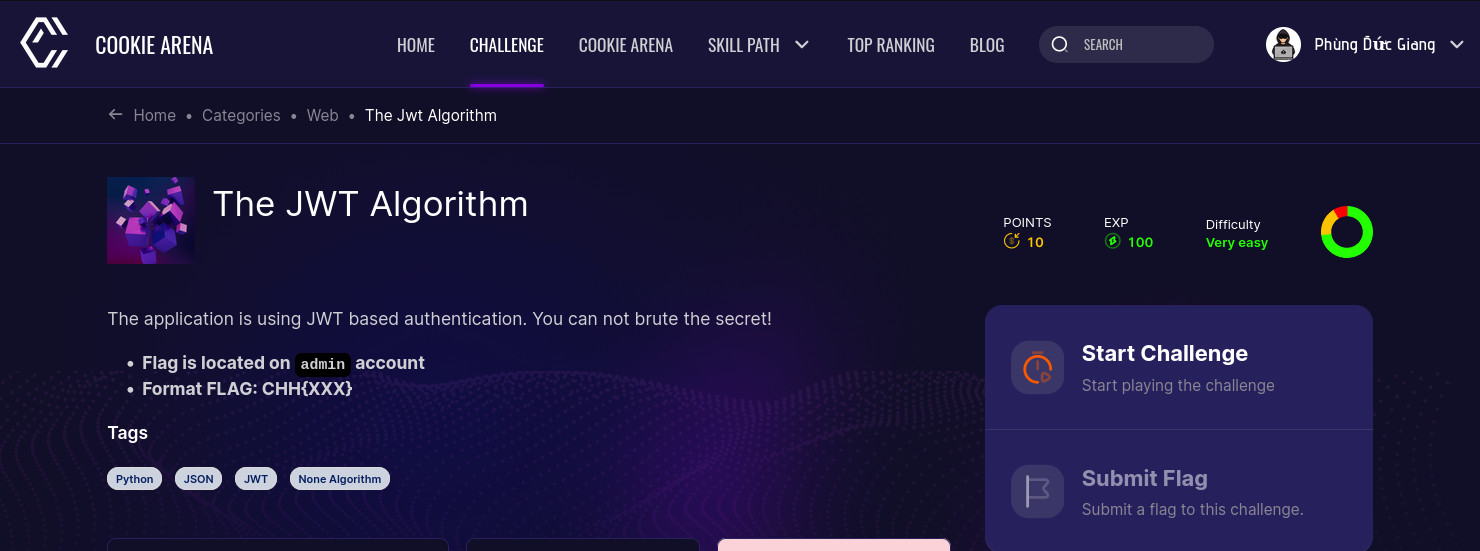 COOKIE ARENA HOME CHALLENGE COOKIE ARENA SKILL PATH TOP RANKING BLOG SEARCH Phùng Đức Giang
Home • Categories • Web • The Jwt Algorithm
The JWT Algorithm
POINTS EXP Difficulty
10 100 Very easy
The application is using JWT based authentication. You can not brute the secret!
• Flag is located on admin account
• Format FLAG: CHH{XXX}
Tags
Python JSON JWT None Algorithm
Start Challenge
Start playing the challenge
Submit Flag
Submit a flag to this challenge.